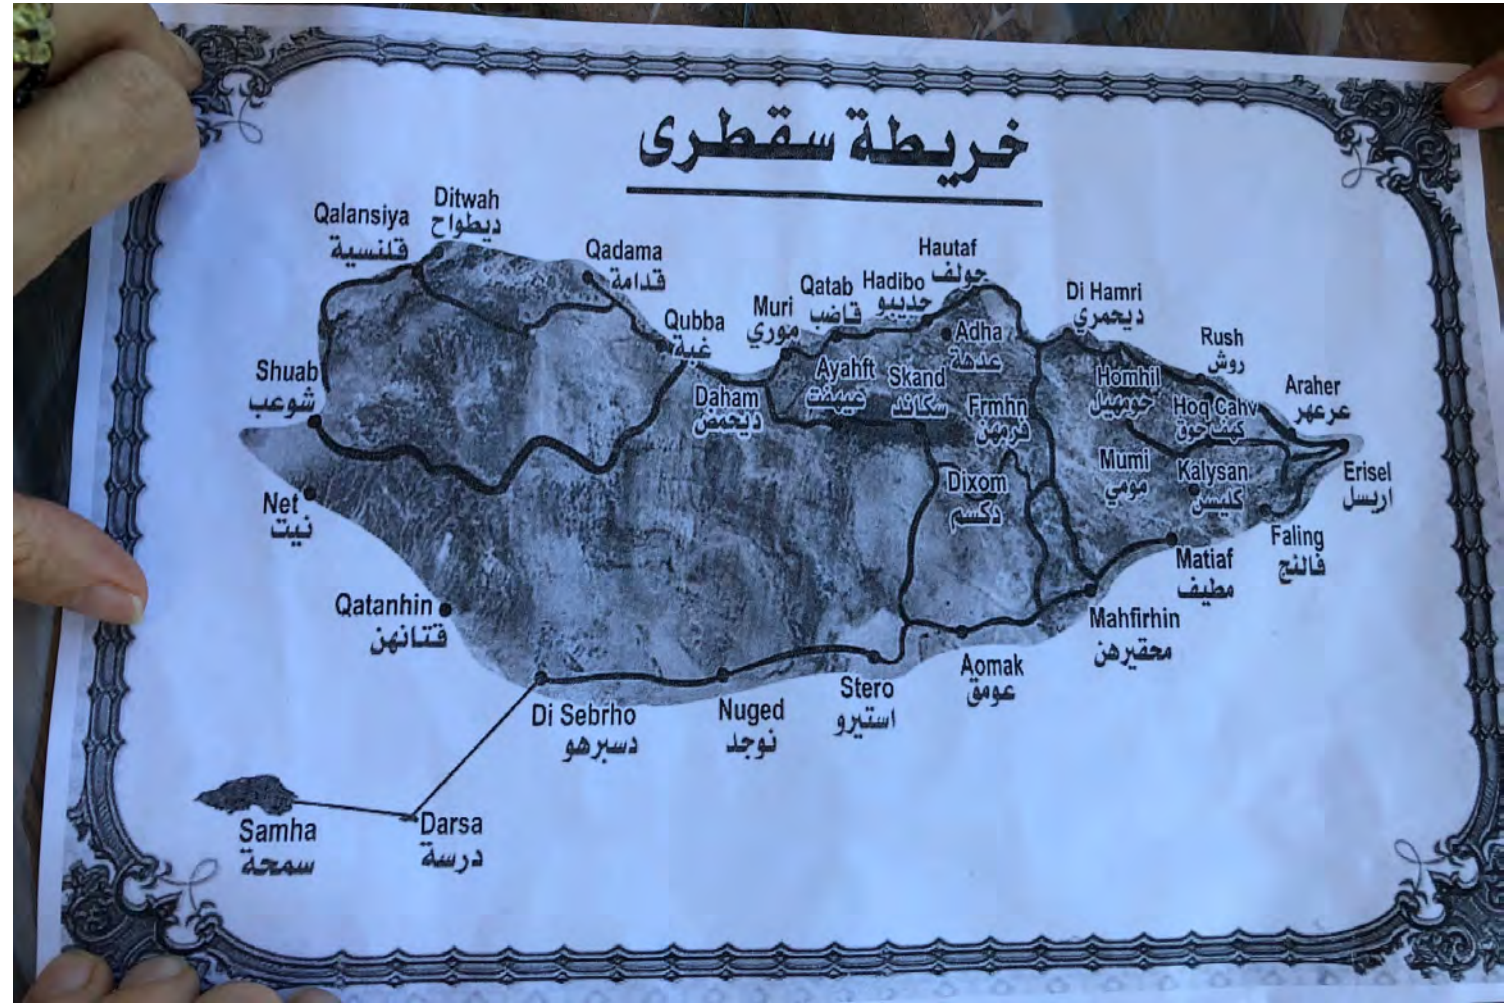 خريطة سقطرى
Ditwah
ديطواح
Qalansiya
قلنسية
Qadama
قدامة
Hautaf
حولف
Qatab
قاضب
Hadibo
حديبو
Di Hamri
ديحمري
Muri
موري
Qubba
غبة
Rush
روش
Adha
عدهة
Shuab
شوعب
Daham
ديحمض
Ayahft
عيهفت
Skand
سكاند
Homhil
حومهيل
Araher
عرعهر
Frmhn
فرمهن
Hoq Cahv
كهف حوق
Mumi
مومي
Kalysan
كليسن
Erisel
اريسل
Dixom
دكسم
Net
نيت
Faling
فالنج
Matiaf
مطيف
Qatanhin
قتانهن
Mahfirhin
محفيرهن
Aomak
عومق
Stero
استيرو
Nuged
نوجد
Di Sebrho
دسبرهو
Samha
سمحة
Darsa
درسة